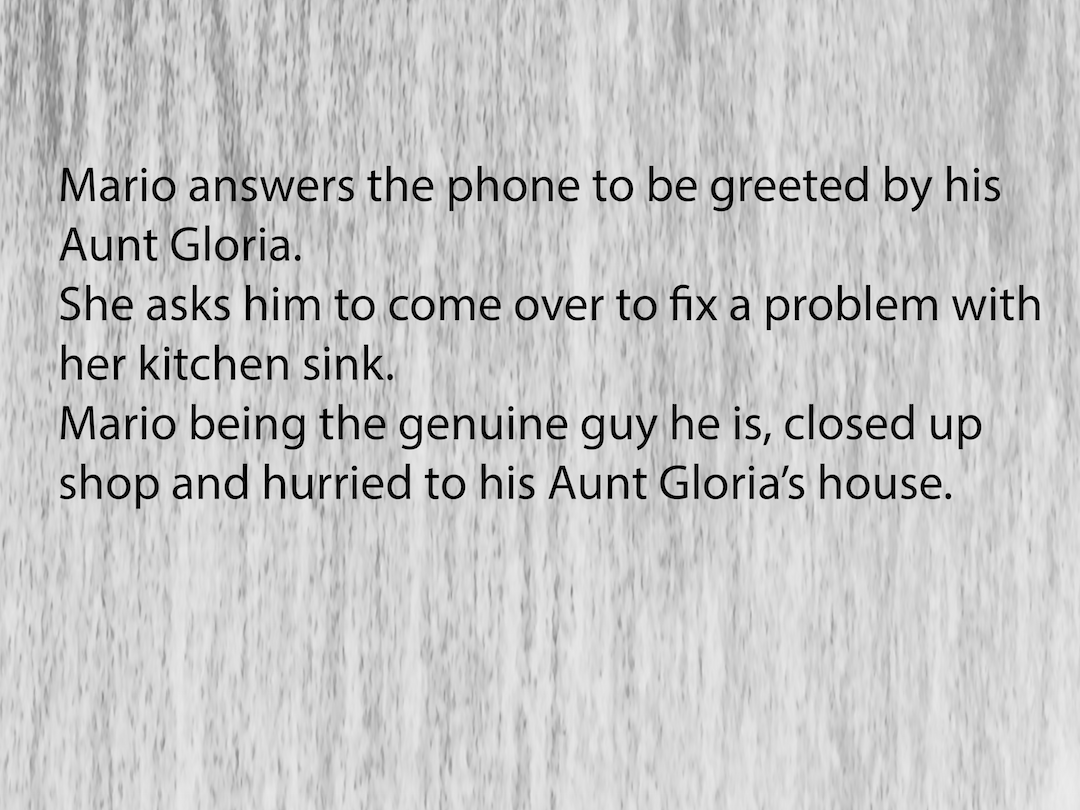 Mario answers the phone to be greeted by his
Aunt Gloria.
She asks him to come over to fix a problem with
her kitchen sink.
Mario being the genuine guy he is, closed up
shop and hurried to his Aunt Gloria’s house.